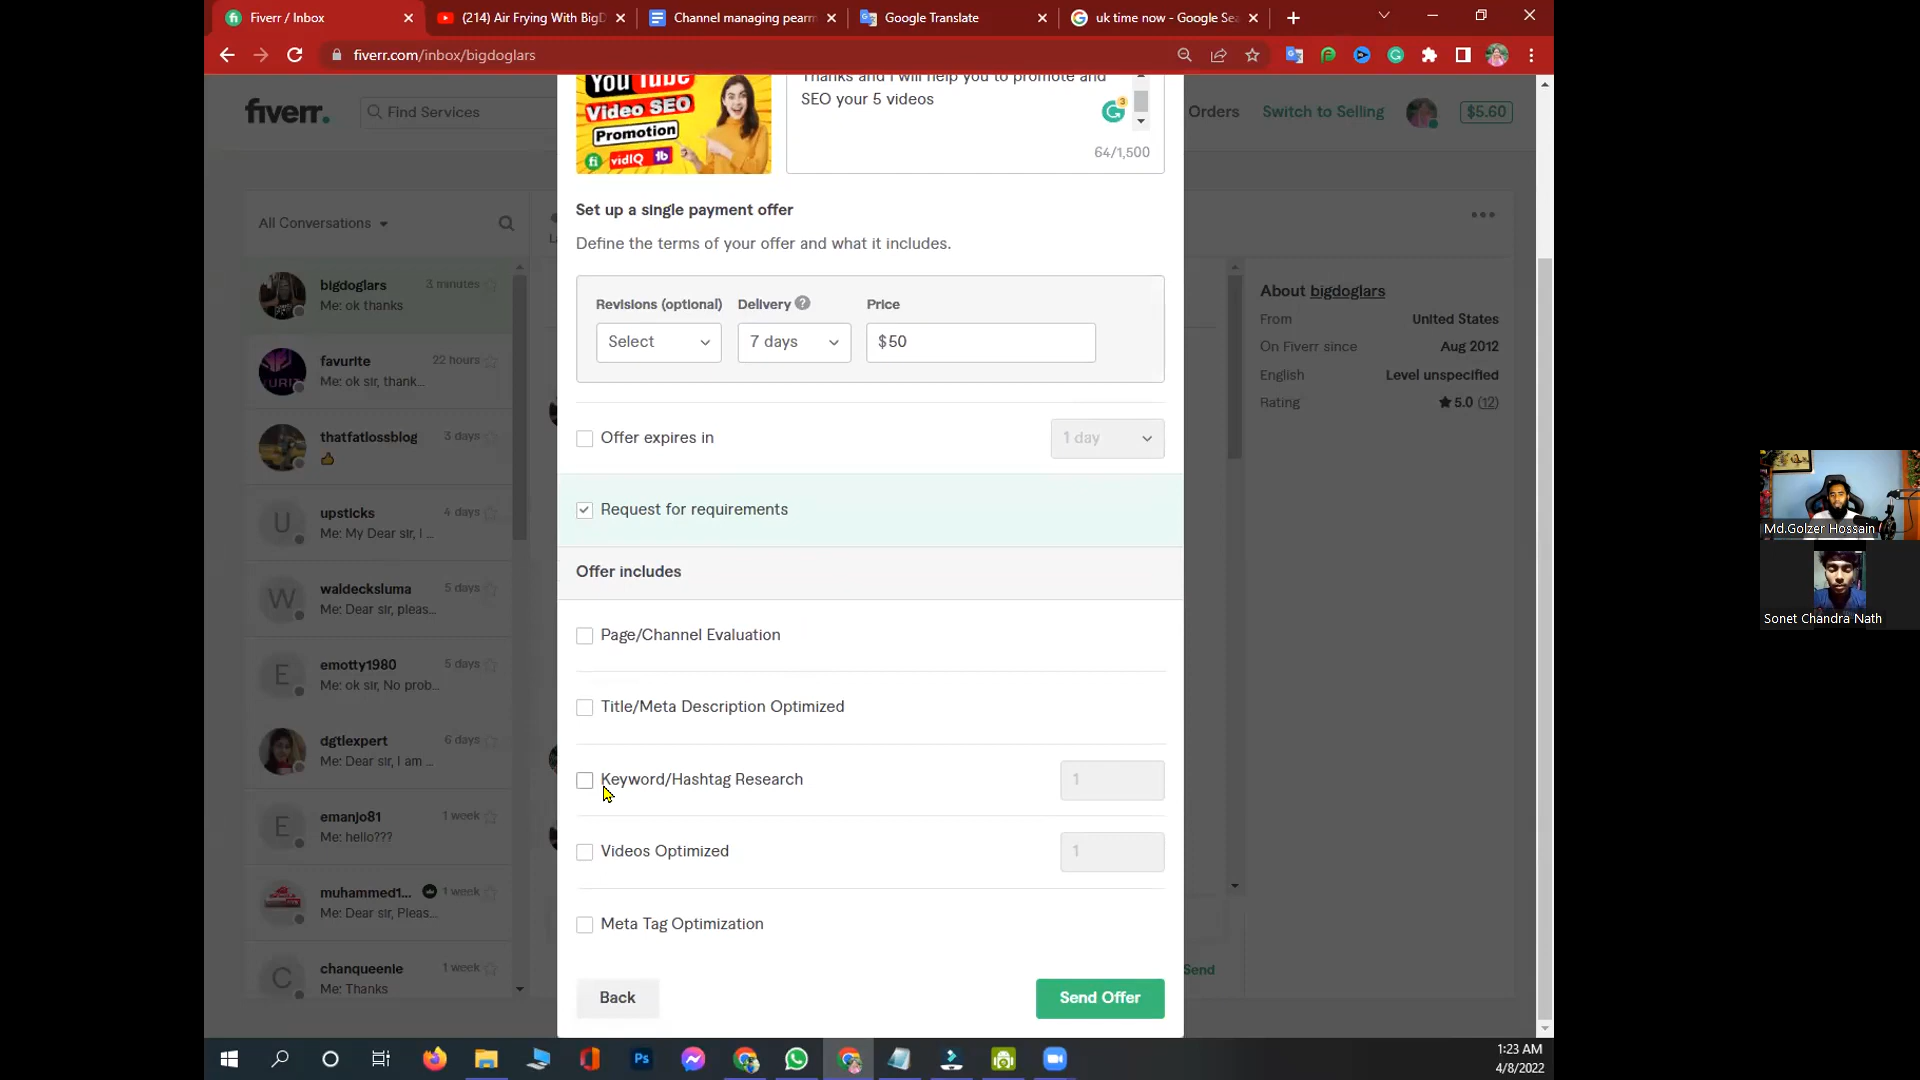 Fiverr / Inbox
(214) Air Frying With BigD
Channel managing pearm
Google Translate
uk time now - Google Sea
fiverr.com/inbox/bigdoglars
fiverr.
Find Services
Orders
Switch to Selling
$5.60
YouTube
Video SEO
Promotion
fi vidIQ
Thanks and I will help you to promote and
SEO your 5 videos
3
64/1,500
Set up a single payment offer
Define the terms of your offer and what it includes.
Revisions (optional)
Delivery
Price
Select
7 days
$50
Offer expires in
1 day
Request for requirements
Offer includes
Page/Channel Evaluation
Title/Meta Description Optimized
Keyword/Hashtag Research
1
Videos Optimized
1
Meta Tag Optimization
Back
Send Offer
Send
All Conversations
bigdoglars
3 minutes
Me: ok thanks
favurite
22 hours
Me: ok sir, thank...
thatfatlossblog
3 days
U
upsticks
4 days
Me: My Dear sir, I ...
W
waldecksluma
5 days
Me: Dear sir, pleas...
E
emotty1980
5 days
Me: ok sir, No prob...
dgtlexpert
6 days
Me: Dear sir, I am ...
E
emanjo81
1 week
Me: hello???
muhammed1...
1 week
Me: Dear sir, Pleas...
C
chanqueenie
1 week
Me: Thanks
About bigdoglars
From
United States
On Fiverr since
Aug 2012
English
Level unspecified
Rating
5.0 (12)
Md.Golzer Hossain
Sonet Chandra Nath
Ps
1:23 AM
4/8/2022